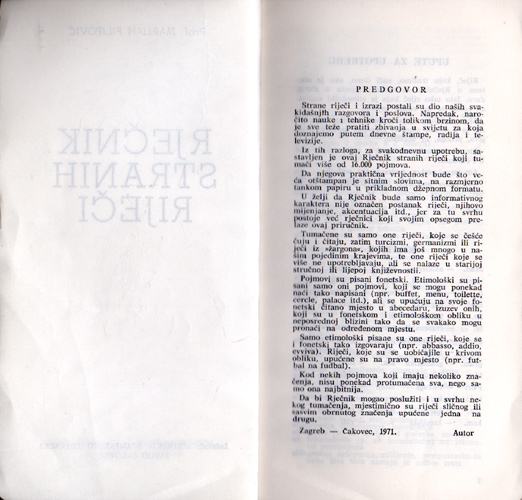 PREDGOVOR
Strane riječi i izrazi postali su dio naših sva-
kidašnjih razgovora i poslova. Napredak, naro-
čito nauke i tehnike kroči tolikom brzinom, da
je sve teže pratiti zbivanja u svijetu za koja
doznajemo putem dnevne štampe, radija i te-
levizije.
Iz tih razloga, za svakodnevnu upotrebu, sa-
stavljen je ovaj Rječnik stranih riječi koji tu-
mači više od 16.000 pojmova.
Da njegova praktična vrijednost bude što ve-
ća otštampan je sitnim slovima, na razmjerno
tankom papiru u prikladnom džepnom formatu.
U želji da Rječnik bude samo informativnog
karaktera nije označen postanak riječi, njihovo
mijenjanje, akcentuacija itd., jer za tu svrhu
postoje već rječnici koji svojim opsegom pre-
laze ovaj priručnik.
Tumačene su samo one riječi, koje se češće
čuju i čitaju, zatim turcizmi, germanizmi ili ri-
ječi iz »žargona«, kojih ima još mnogo u na-
šim pojedinim krajevima, te one riječi koje se
više ne upotrebljavaju, ali se nalaze u starijoj
stručnoj ili lijepoj književnosti.
Pojmovi su pisani fonetski. Etimološki su pi-
sani samo oni pojmovi, koji se mogu ponekad
naći tako napisani (npr. buffet, menu, toilette,
cercle, palace itd.), ali se upućuju na svoje fo-
netski čitano mjesto u abecedaru, izuzev onih,
koji su u fonetskom i etimološkom obliku u
neposrednoj blizini tako da se svakako mogu
pronaći na određenom mjestu.
Samo etimološki pisane su one riječi, koje se
i fonetski tako izgovaraju (npr. abbasso, addio,
evviva). Riječi, koje su se uobičajile u krivom
obliku, upućene su na pravo mjesto (npr. fut-
bal na fudbal).
Kod nekih pojmova koji imaju nekoliko zna-
čenja, nisu ponekad protumačena sva, nego sa-
mo ona najbitnija.
Da bi Rječnik mogao poslužiti i u svrhu ne-
kog tumačenja, mjestimično su riječi sličnog ili
sasvim obrnutog značenja upućene jedna na
drugu.
Zagreb — Čakovec, 1971. Autor
Prof. MARIJAN FILIPOVIĆ
RJEČNIK
STRANIH
RIJEČI
UPUTE ZA UPOTREBU